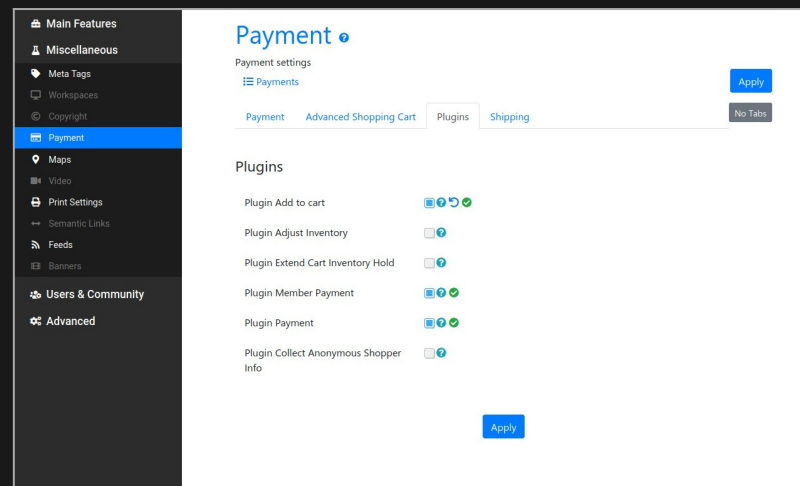 Main Features
Miscellaneous
Meta Tags
Workspaces
Copyright
Payment
Maps
Video
Print Settings
Semantic Links
Feeds
Banners
Users & Community
Advanced
Payment
Payment settings
Payments
Apply
Payment Advanced Shopping Cart Plugins Shipping
No Tabs
Plugins
Plugin Add to cart
Plugin Adjust Inventory
Plugin Extend Cart Inventory Hold
Plugin Member Payment
Plugin Payment
Plugin Collect Anonymous Shopper
Info
Apply